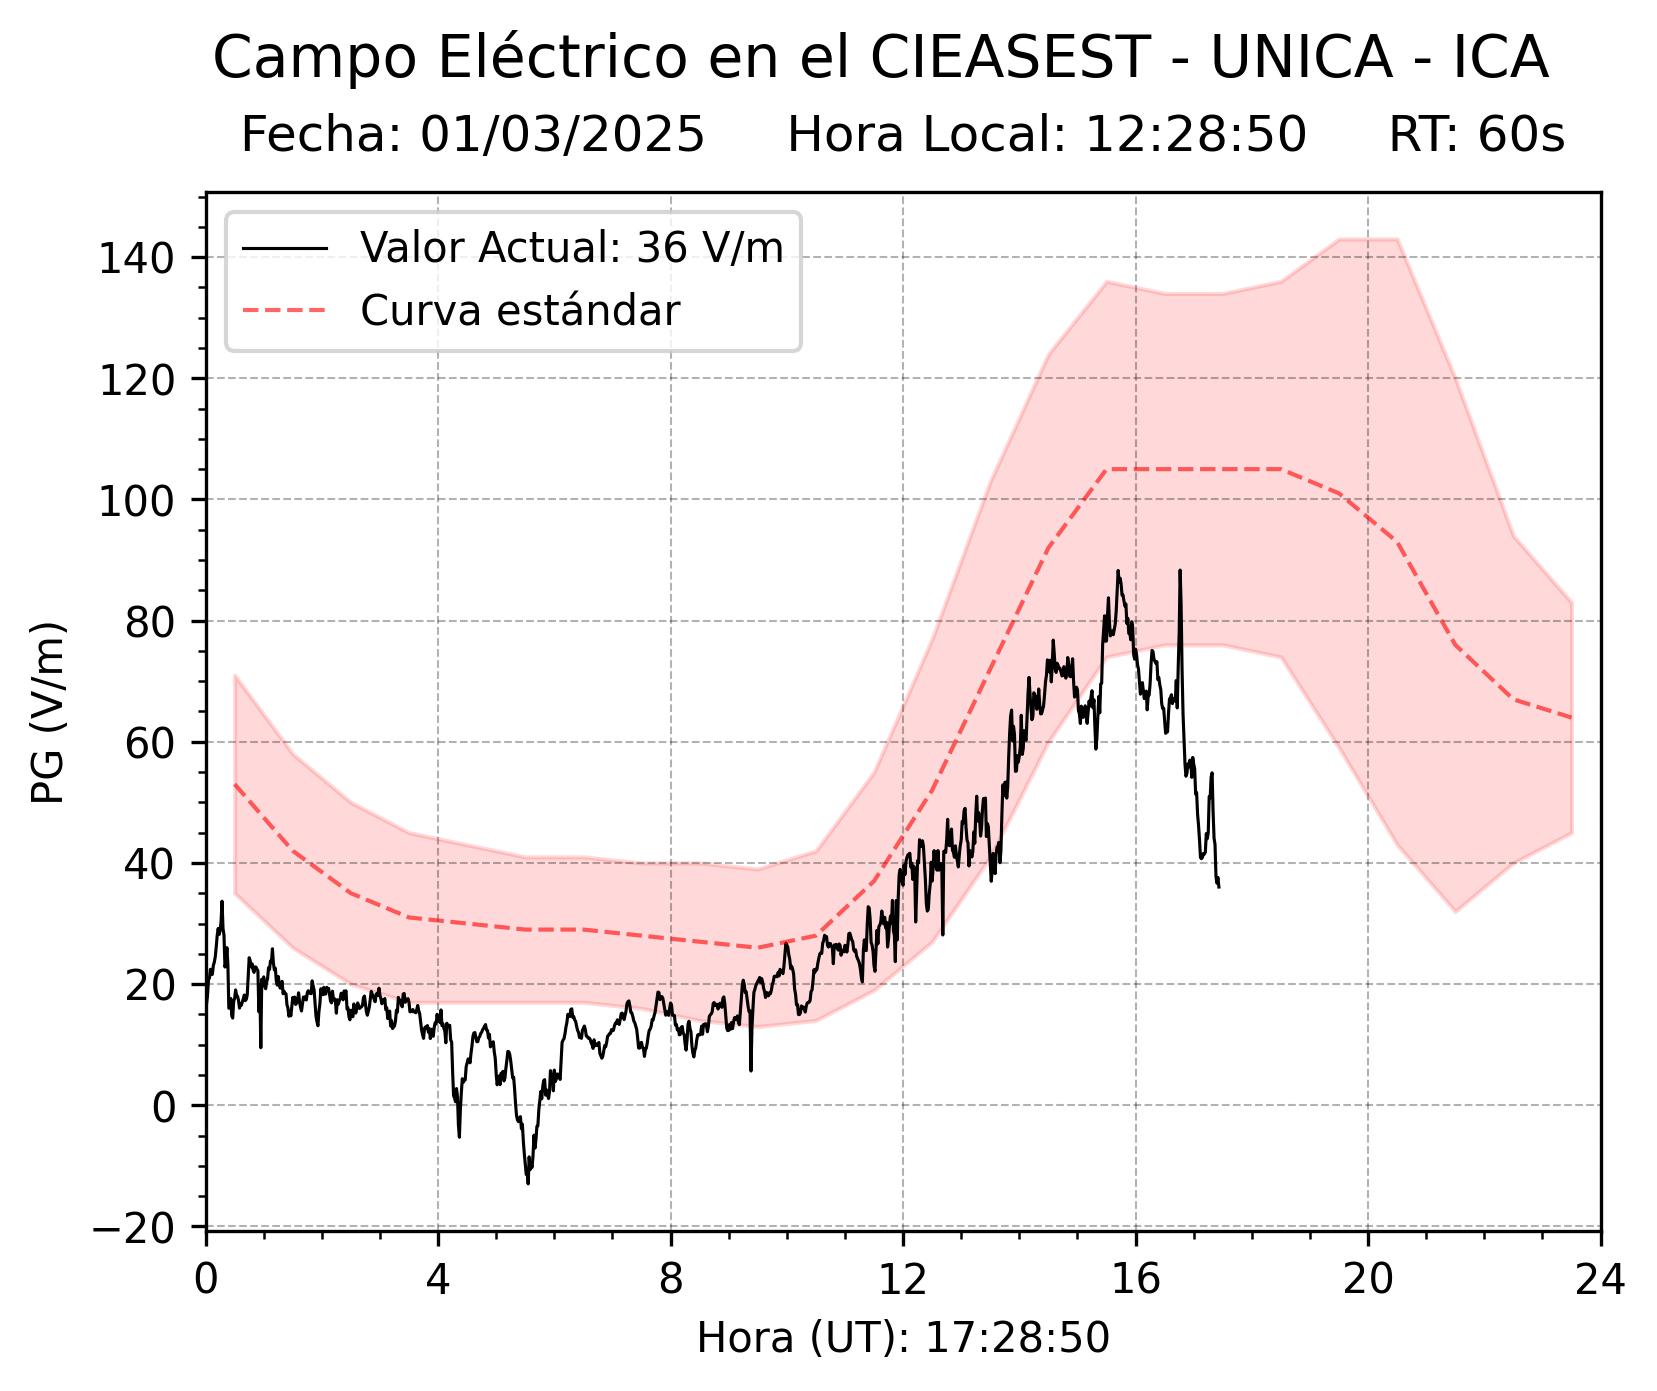 Campo Eléctrico en el CIEASEST - UNICA - ICA
Fecha: 01/03/2025 Hora Local: 12:28:50 RT: 60s
Valor Actual: 36 V/m
Curva estándar
PG (V/m)
140
120
100
80
60
40
20
0
−20
0 4 8 12 16 20 24
Hora (UT): 17:28:50